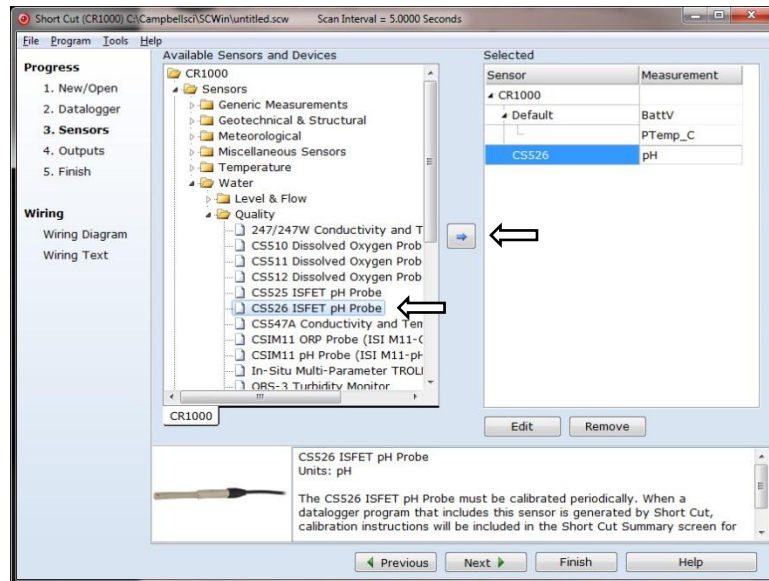 Short Cut (CR1000) C:\Campbellsci\SCWin\untitled.scw Scan Interval = 5.0000 Seconds
File Program Tools Help
Progress
1. New/Open
2. Datalogger
3. Sensors
4. Outputs
5. Finish
Wiring
Wiring Diagram
Wiring Text
Available Sensors and Devices
CR1000
Sensors
Generic Measurements
Geotechnical & Structural
Meteorological
Miscellaneous Sensors
Temperature
Water
Level & Flow
Quality
247/247W Conductivity and T
CS510 Dissolved Oxygen Prob
CS511 Dissolved Oxygen Prob
CS512 Dissolved Oxygen Prob
CS525 ISFET pH Probe
CS526 ISFET pH Probe
CS547A Conductivity and Ten
CSIM11 ORP Probe (ISI M11-C
CSIM11 pH Probe (ISI M11-pH
In-Situ Multi-Parameter TROLL
OBS-3 Turbidity Monitor
CR1000
Selected
Sensor Measurement
CR1000
Default BattV
PTemp_C
CS526 pH
Edit Remove
CS526 ISFET pH Probe
Units: pH
The CS526 ISFET pH Probe must be calibrated periodically. When a
datalogger program that includes this sensor is generated by Short Cut,
calibration instructions will be included in the Short Cut Summary screen for
Previous Next Finish Help